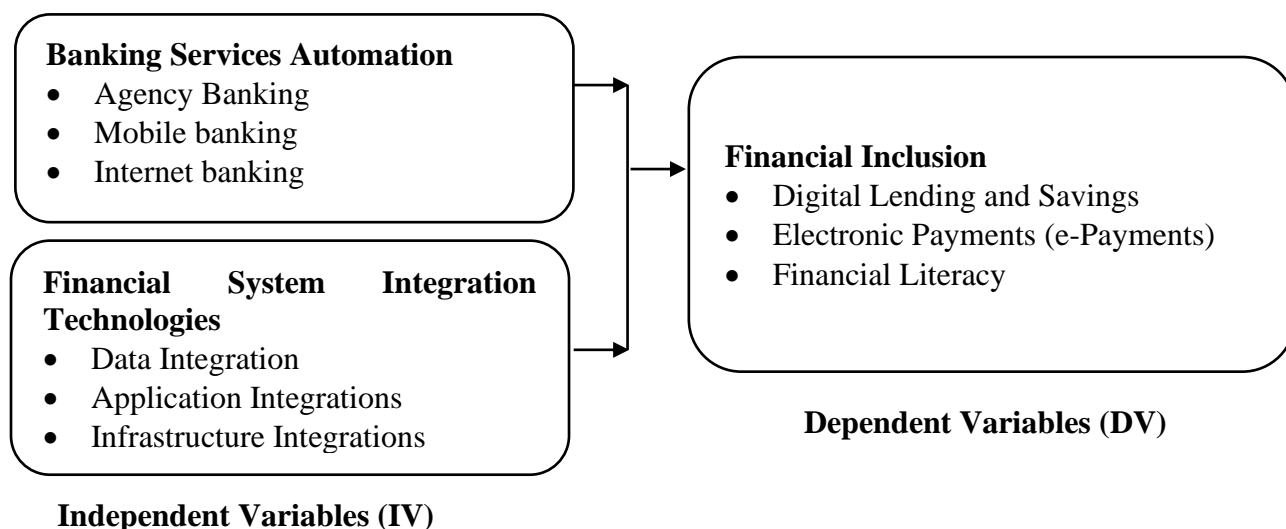 Banking Services Automation
• Agency Banking
• Mobile banking
• Internet banking
Financial System Integration
Technologies
• Data Integration
• Application Integrations
• Infrastructure Integrations
Independent Variables (IV)
Financial Inclusion
• Digital Lending and Savings
• Electronic Payments (e-Payments)
• Financial Literacy
Dependent Variables (DV)